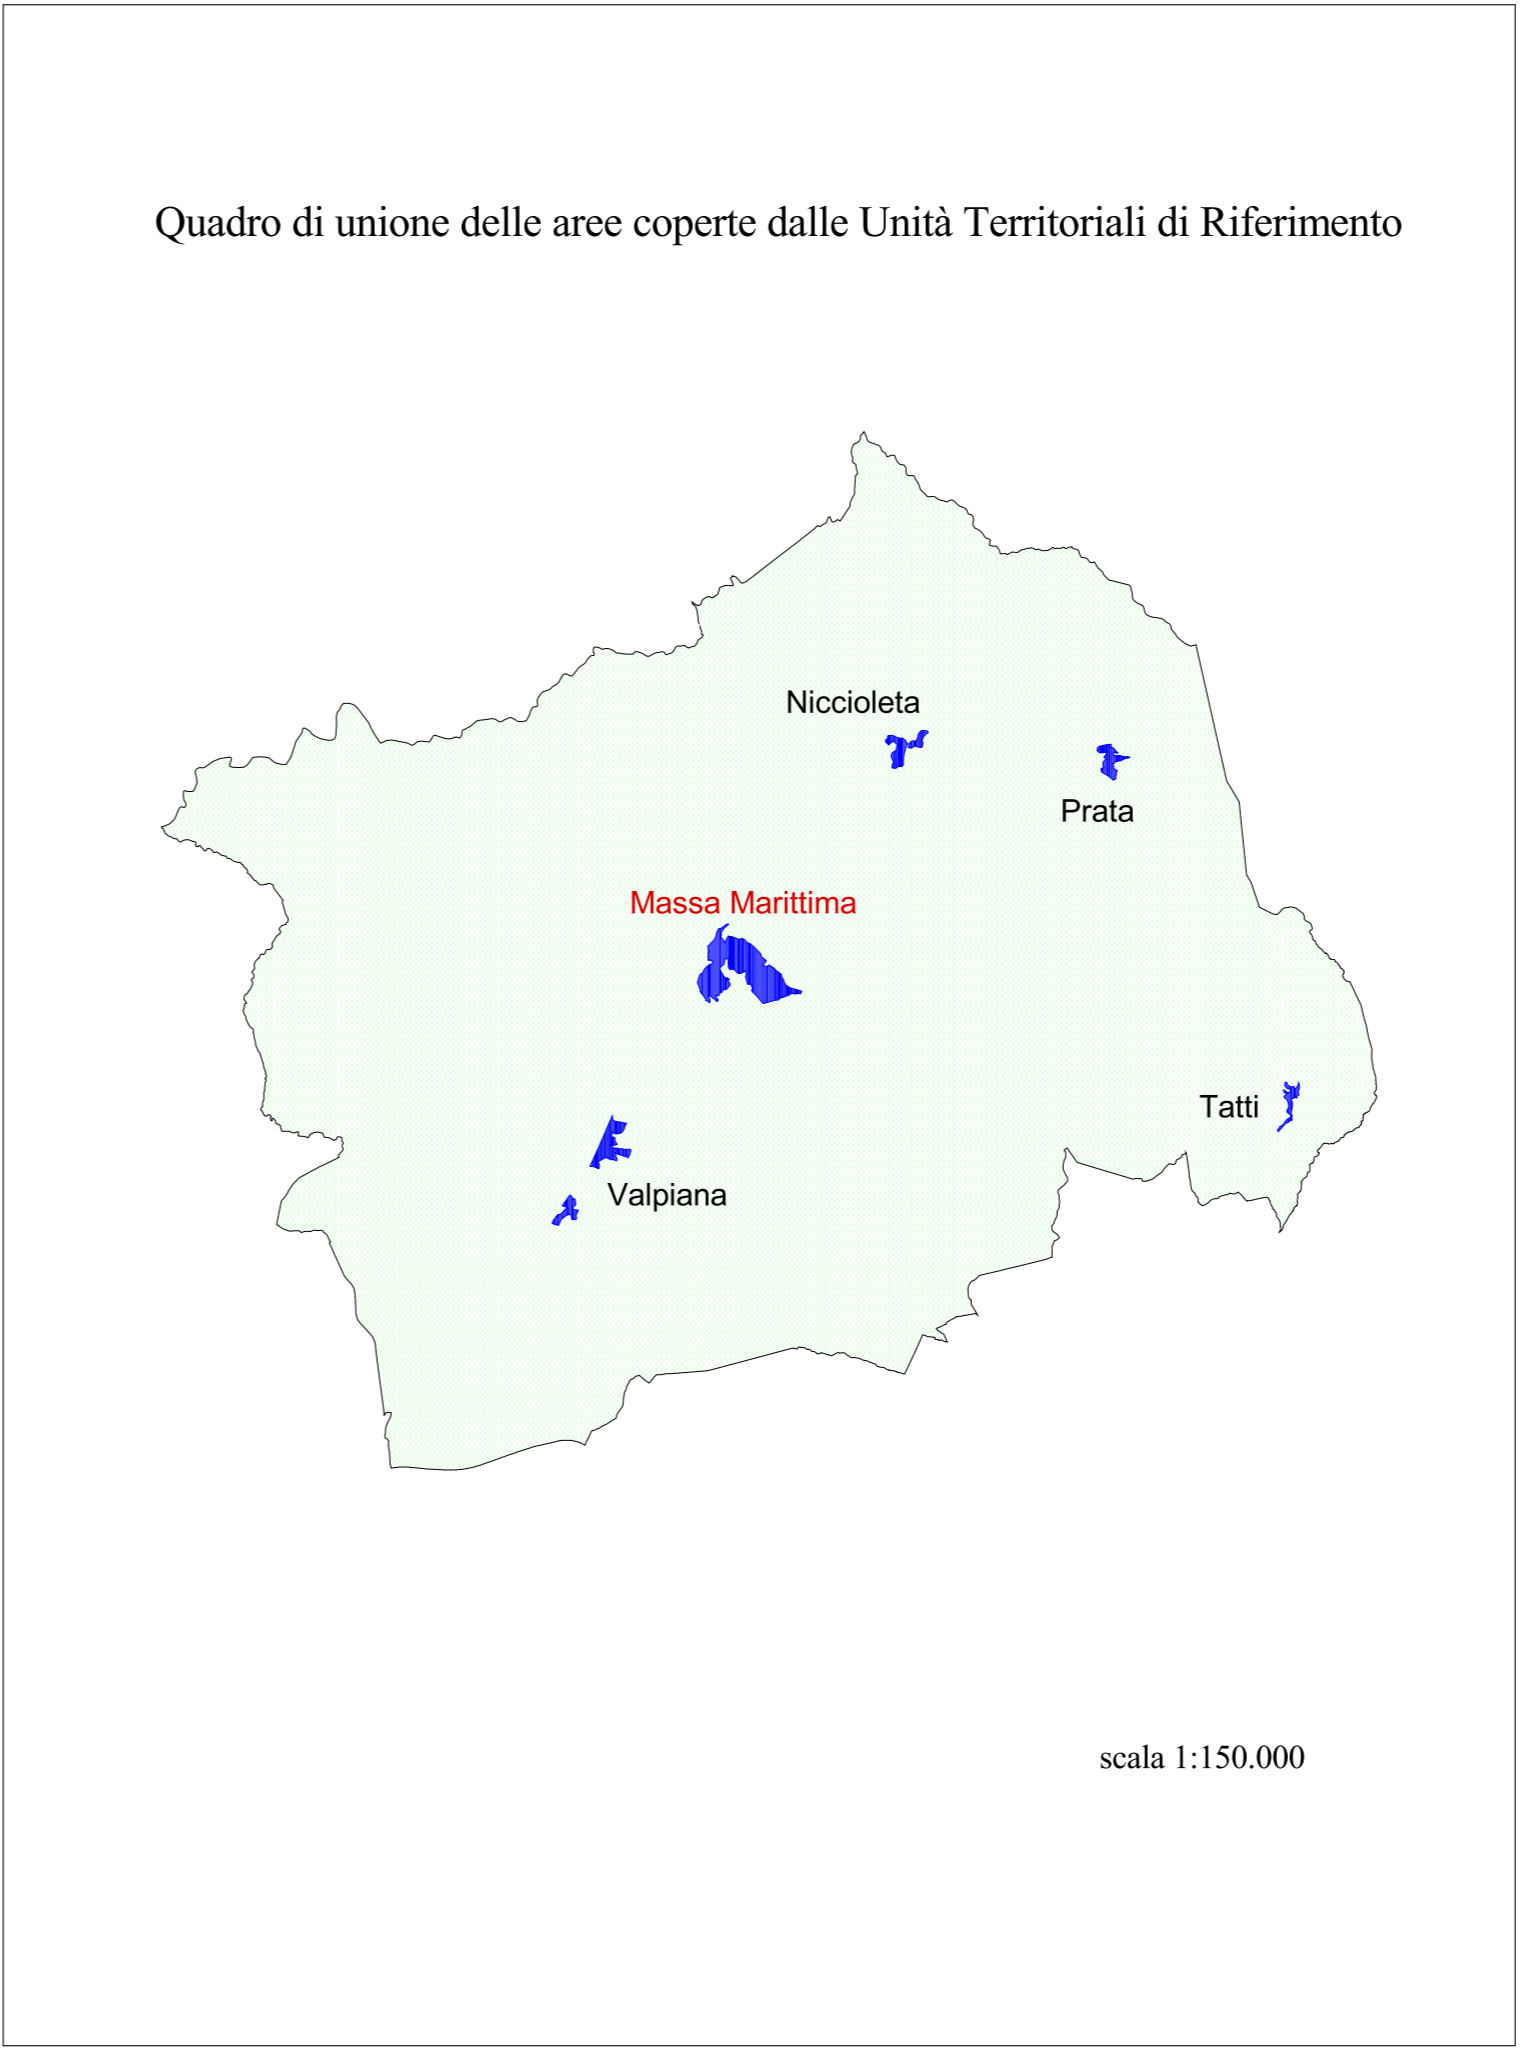 Quadro di unione delle aree coperte dalle Unità Territoriali di Riferimento
Niccioleta
Prata
Massa Marittima
Tatti
Valpiana
scala 1:150.000